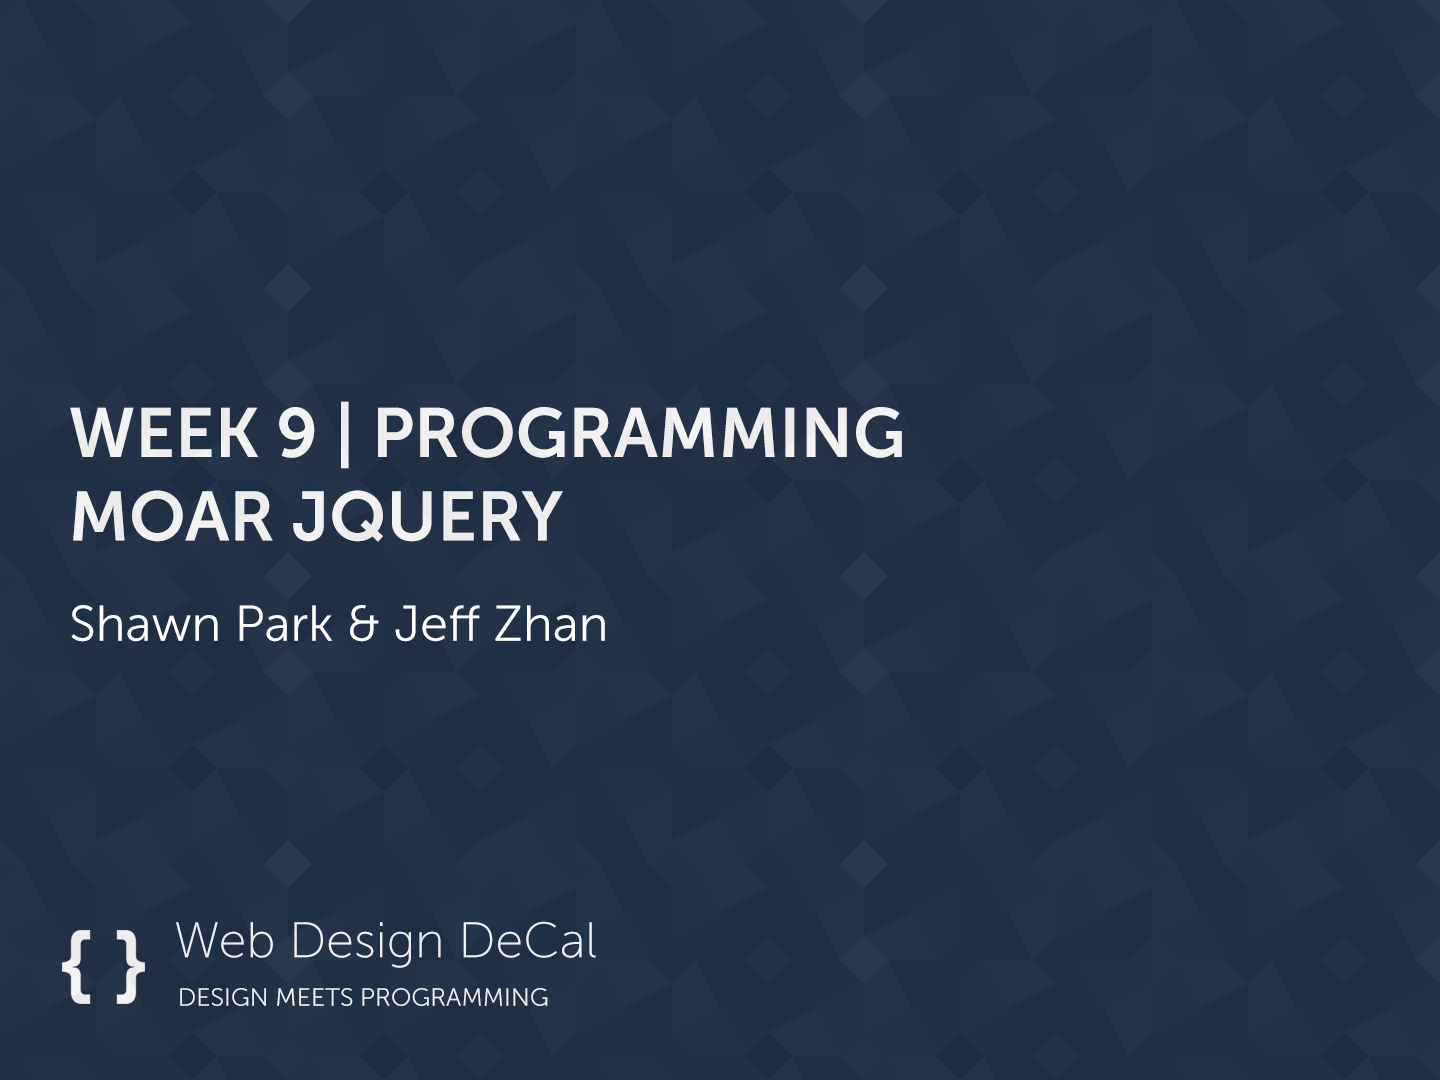 WEEK 9 | PROGRAMMING
MOAR JQUERY
Shawn Park & Jeff Zhan
{ } Web Design DeCal
DESIGN MEETS PROGRAMMING